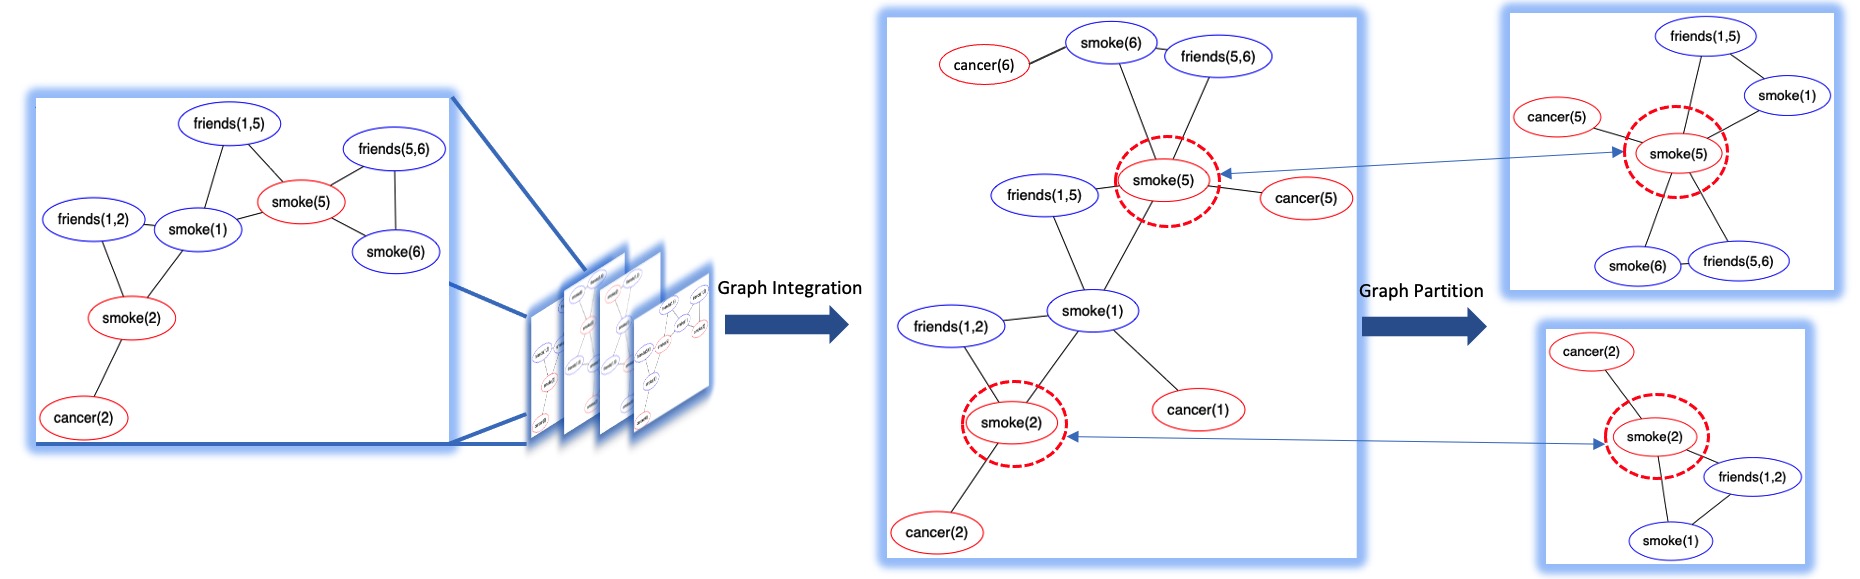 friends(1,5)
friends(5,6)
smoke(5)
friends(1,2)
smoke(1)
smoke(6)
smoke(2)
cancer(2)
Graph Integration
smoke(6)
cancer(6)
friends(5,6)
smoke(5)
friends(1,5)
cancer(5)
smoke(1)
friends(1,2)
cancer(1)
smoke(2)
cancer(2)
Graph Partition
friends(1,5)
smoke(1)
cancer(5)
smoke(5)
smoke(6)
friends(5,6)
cancer(2)
smoke(2)
friends(1,2)
smoke(1)